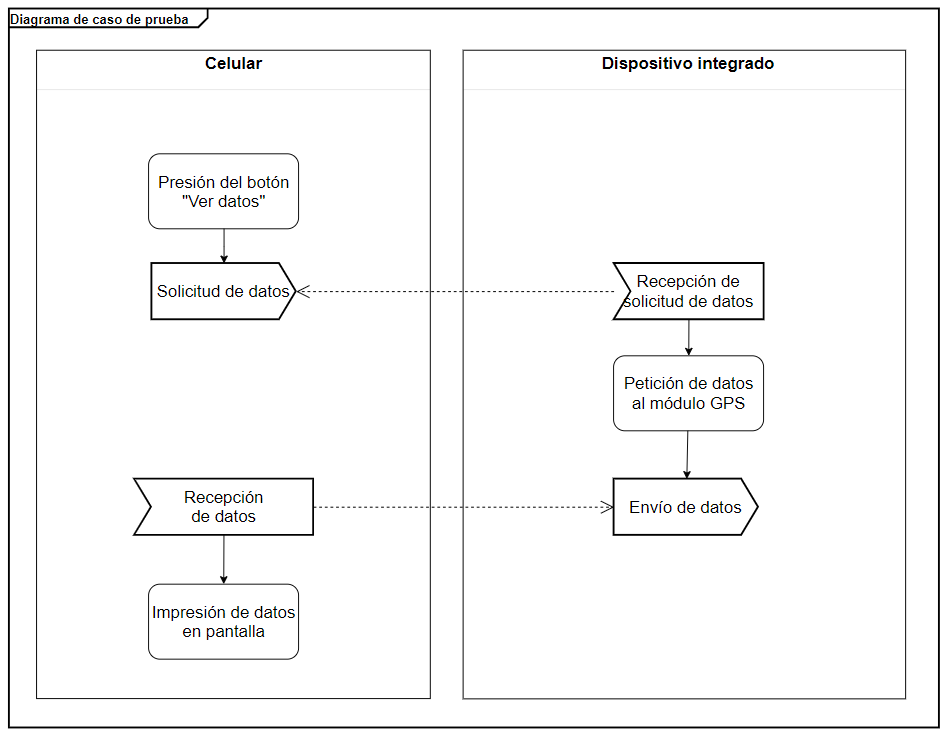 Diagrama de caso de prueba
Celular
Dispositivo integrado
Presión del botón
"Ver datos"
Solicitud de datos
Recepción de
solicitud de datos
Petición de datos
al módulo GPS
Recepción
de datos
Envío de datos
Impresión de datos
en pantalla